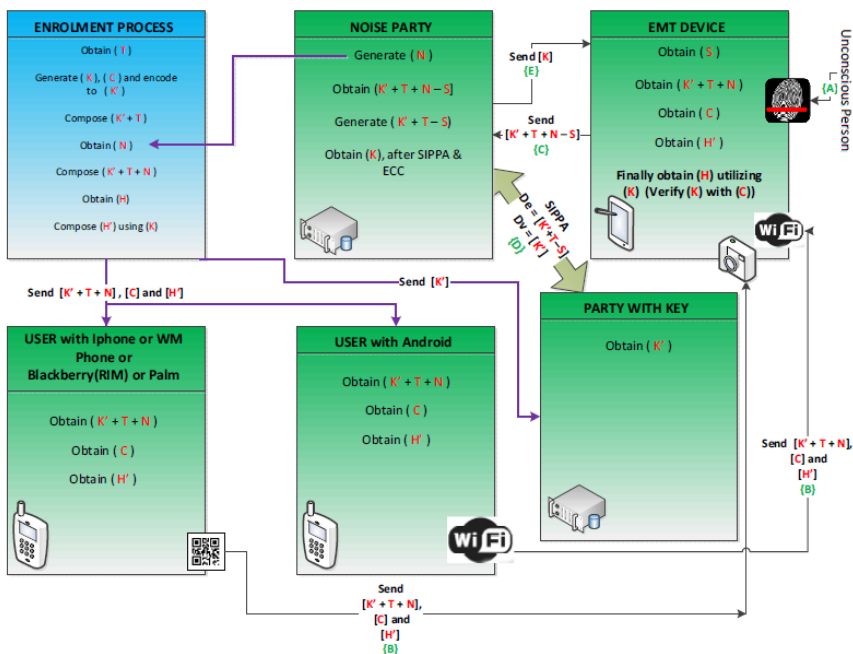 ENROLMENT PROCESS
Obtain ( T )
Generate ( K ), ( C ) and encode
to ( K' )
Compose (K' + T)
Obtain ( N )
Compose (K' + T + N)
Obtain (H)
Compose (H') using (K)
NOISE PARTY
Generate ( N )
Obtain (K' + T + N – S]
Generate ( K' + T – S)
Obtain (K), after SIPPA &
ECC
Send [K]
{E}
Send
[K' + T + N – S]
{C}
EMT DEVICE
Obtain ( S )
Obtain (K' + T + N)
Obtain ( C )
Obtain ( H' )
Finally obtain (H) utilizing
(K) (Verify (K) with (C))
Unconscious Person
{A}
Wi Fi
SIPPA
De = [K'+T–S]
Dv = [K']
{D}
Send [K' + T + N] , [C] and [H']
Send [K']
USER with Iphone or WM
Phone or
Blackberry(RIM) or Palm
Obtain ( K' + T + N )
Obtain ( C )
Obtain ( H' )
USER with Android
Obtain ( K' + T + N )
Obtain ( C )
Obtain ( H' )
Wi Fi
PARTY WITH KEY
Obtain ( K' )
Send [K' + T + N],
[C] and
[H']
{B}
Send
[K' + T + N],
[C] and
[H']
{B}